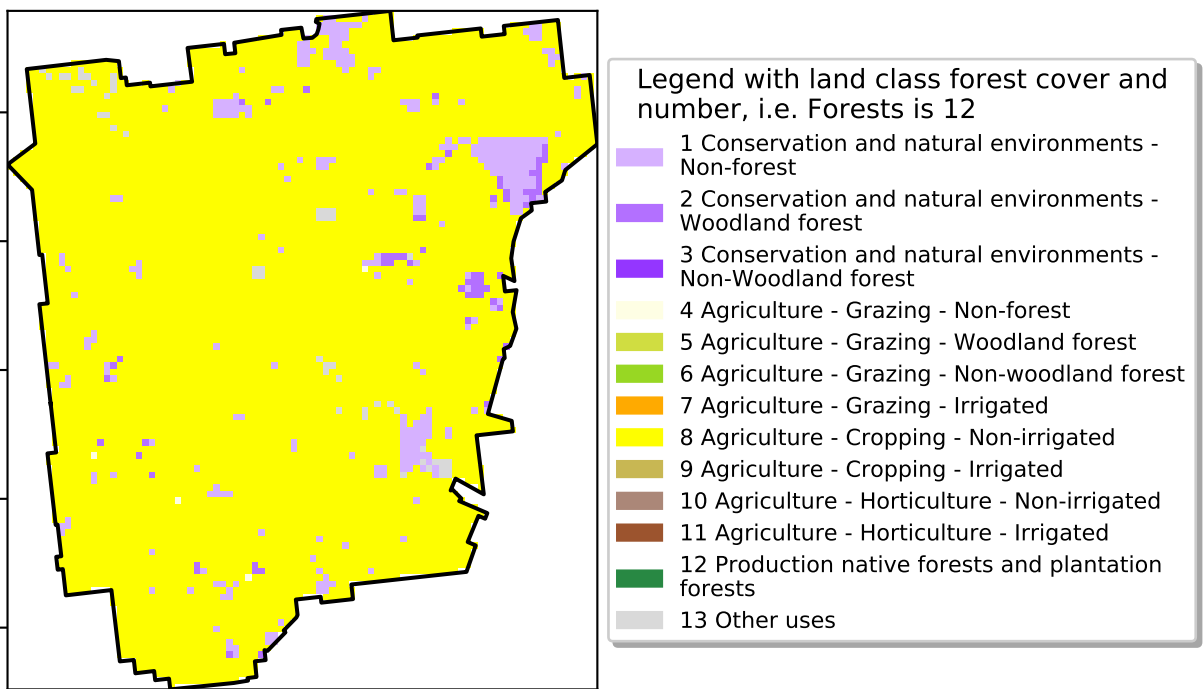 Legend with land class forest cover and
number, i.e. Forests is 12
1 Conservation and natural environments -
Non-forest
2 Conservation and natural environments -
Woodland forest
3 Conservation and natural environments -
Non-Woodland forest
4 Agriculture - Grazing - Non-forest
5 Agriculture - Grazing - Woodland forest
6 Agriculture - Grazing - Non-woodland forest
7 Agriculture - Grazing - Irrigated
8 Agriculture - Cropping - Non-irrigated
9 Agriculture - Cropping - Irrigated
10 Agriculture - Horticulture - Non-irrigated
11 Agriculture - Horticulture - Irrigated
12 Production native forests and plantation
forests
13 Other uses